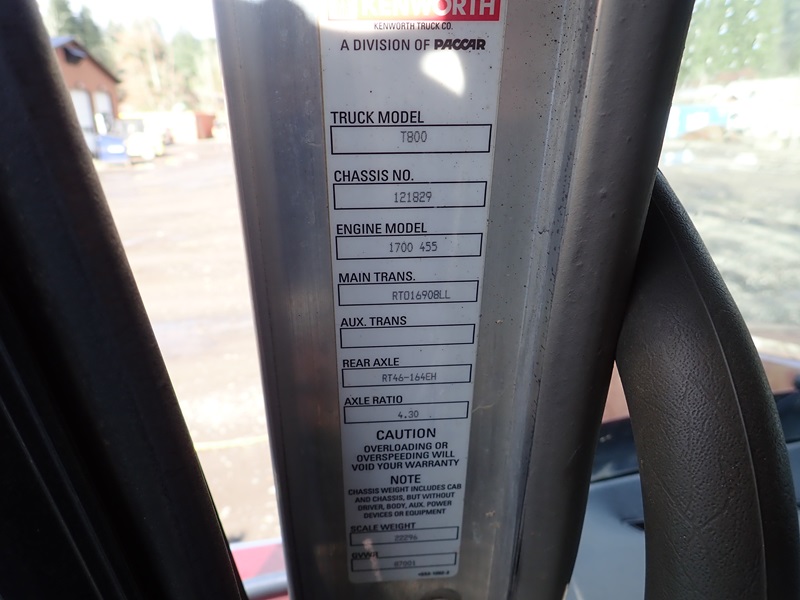 KENWORTH
KENWORTH TRUCK CO.
A DIVISION OF PACCAR
TRUCK MODEL
T800
CHASSIS NO.
121829
ENGINE MODEL
1700 455
MAIN TRANS.
RTO16908LL
AUX. TRANS
REAR AXLE
RT46-164EH
AXLE RATIO
4.30
CAUTION
OVERLOADING OR
OVERSPEEDING WILL
VOID YOUR WARRANTY
NOTE
CHASSIS WEIGHT INCLUDES CAB
AND CHASSIS, BUT WITHOUT
DRIVER, BODY, AUX. POWER
DEVICES OR EQUIPMENT
SCALE WEIGHT
22296
GVWR